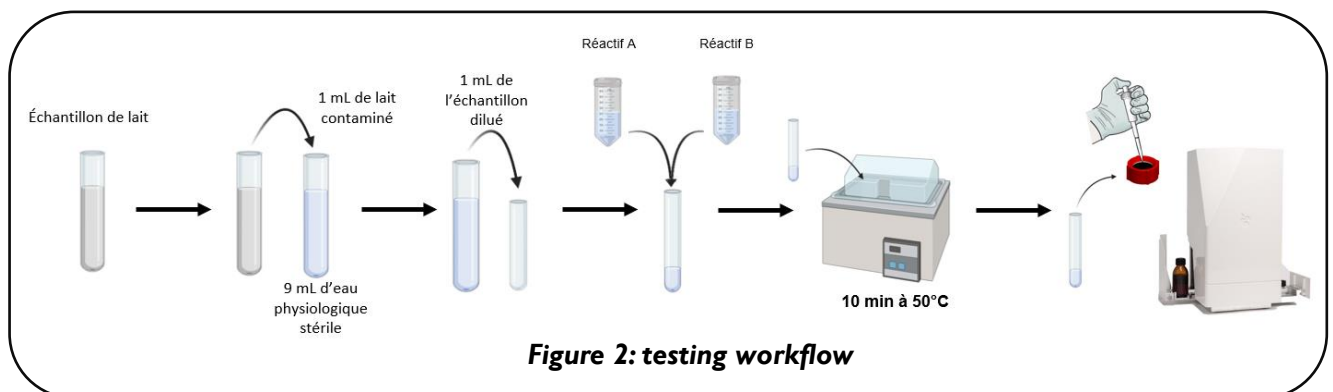 Échantillon de lait
1 mL de lait
contaminé
9 mL d'eau
physiologique
stérile
1 mL de
l'échantillon
dilué
Réactif A
Réactif B
10 min à 50°C
Figure 2: testing workflow